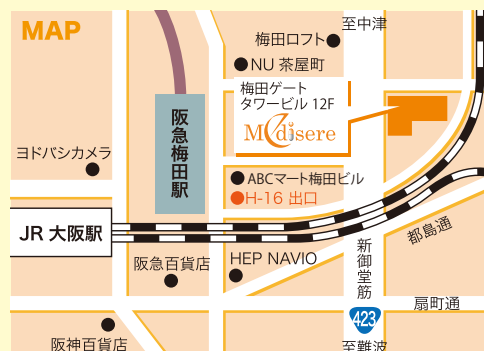 MAP
至中津
梅田ロフト
NU 茶屋町
梅田ゲート
タワービル 12F
Medisere
阪急梅田駅
ヨドバシカメラ
ABCマート梅田ビル
H-16 出口
JR 大阪駅
都島通
阪急百貨店
HEP NAVIO
新御堂筋
扇町通
423
阪神百貨店
至難波